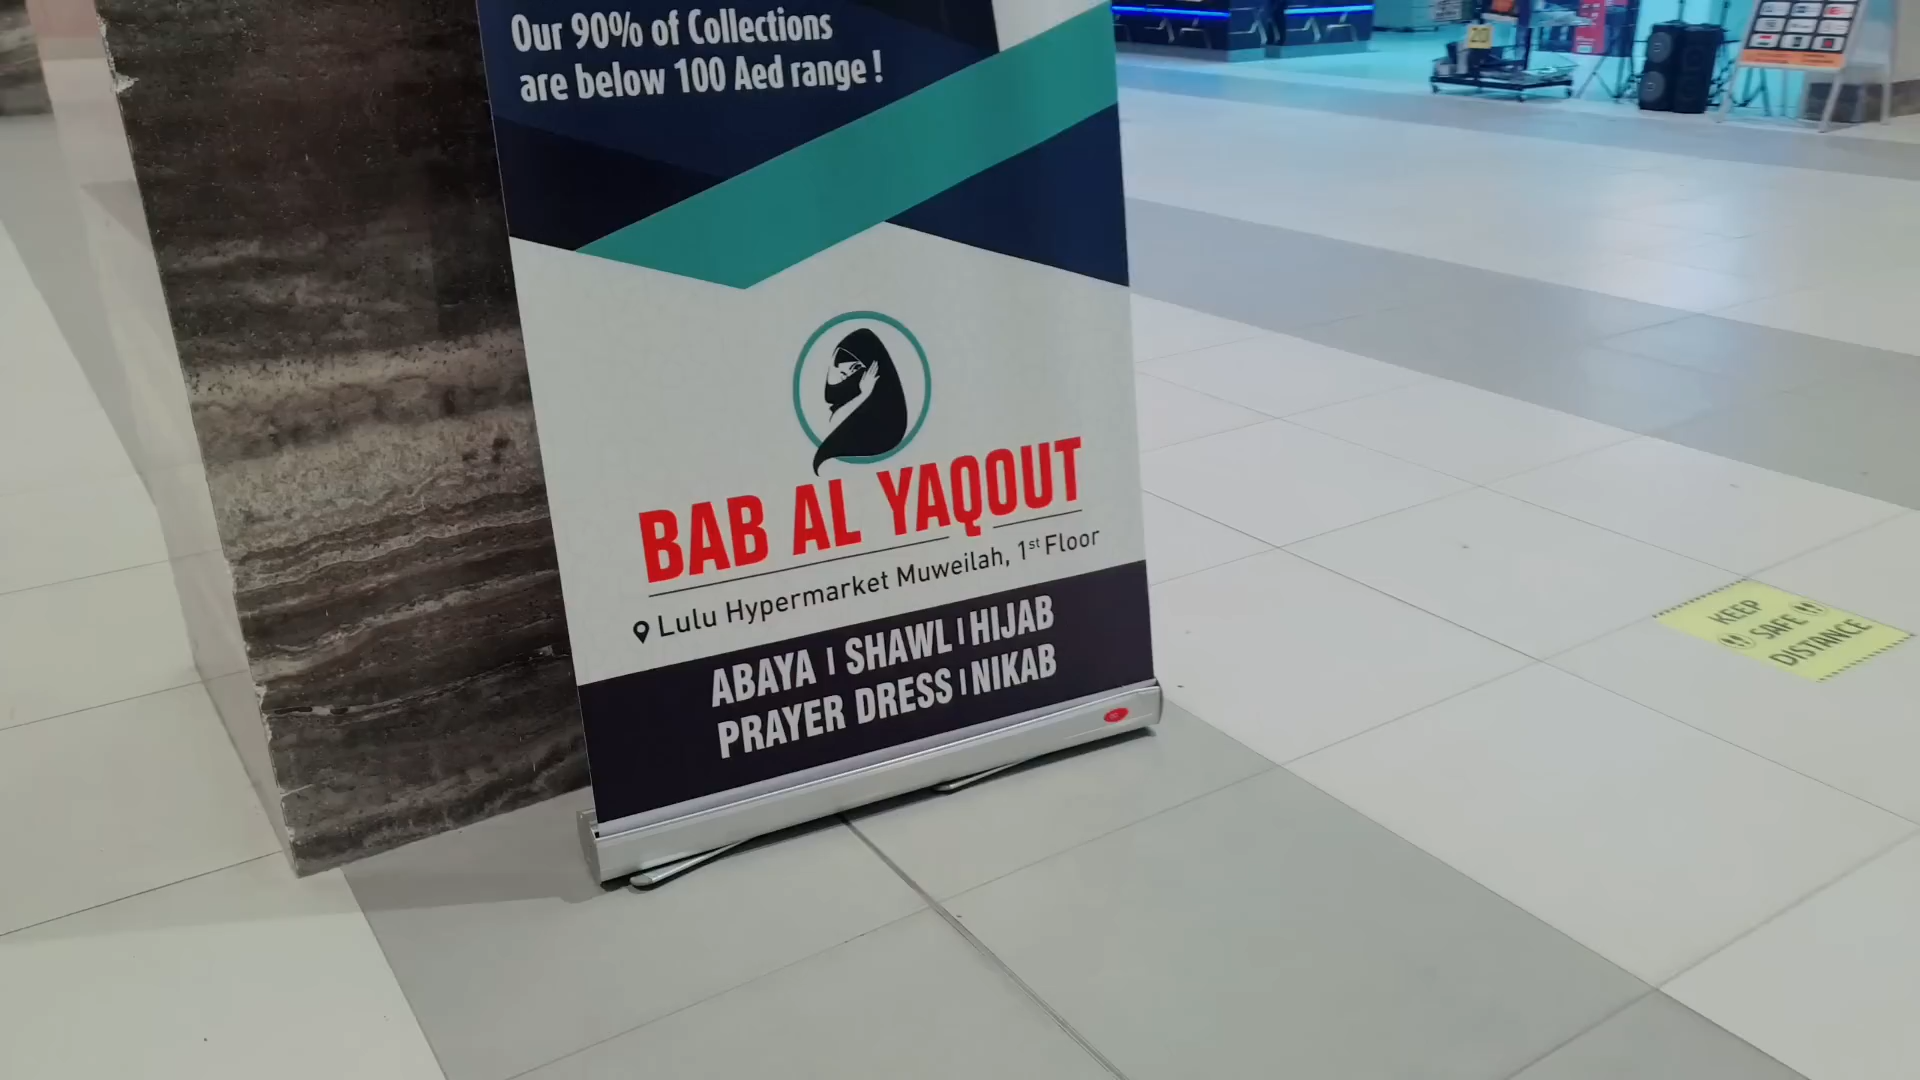 Our 90% of Collections
are below 100 Aed range !
BAB AL YAQOUT
Lulu Hypermarket Muweilah, 1st Floor
ABAYA | SHAWL | HIJAB
PRAYER DRESS | NIKAB
KEEP
SAFE
DISTANCE
20